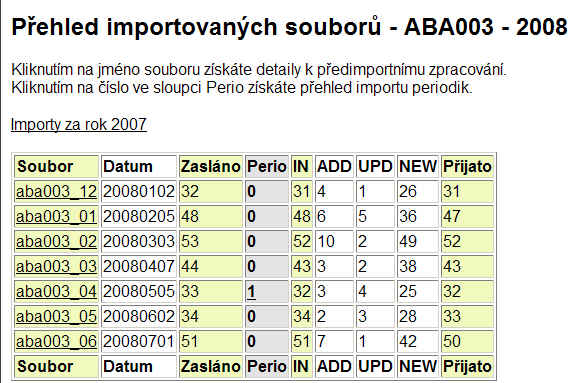 Přehled importovaných souborů - ABA003 - 2008
Kliknutím na jméno souboru získáte detaily k předimportnímu zpracování.
Kliknutím na číslo ve sloupci Perio získáte přehled importu periodik.
Importy za rok 2007
Soubor Datum Zasláno Perio IN ADD UPD NEW Přijato
aba003_12 20080102 32 0 31 4 1 26 31
aba003_01 20080205 48 0 48 6 5 36 47
aba003_02 20080303 53 0 52 10 2 49 52
aba003_03 20080407 44 0 43 3 2 38 43
aba003_04 20080505 33 1 32 3 4 25 32
aba003_05 20080602 34 0 34 2 3 28 33
aba003_06 20080701 51 0 51 7 1 42 50
Soubor Datum Zasláno Perio IN ADD UPD NEW Přijato